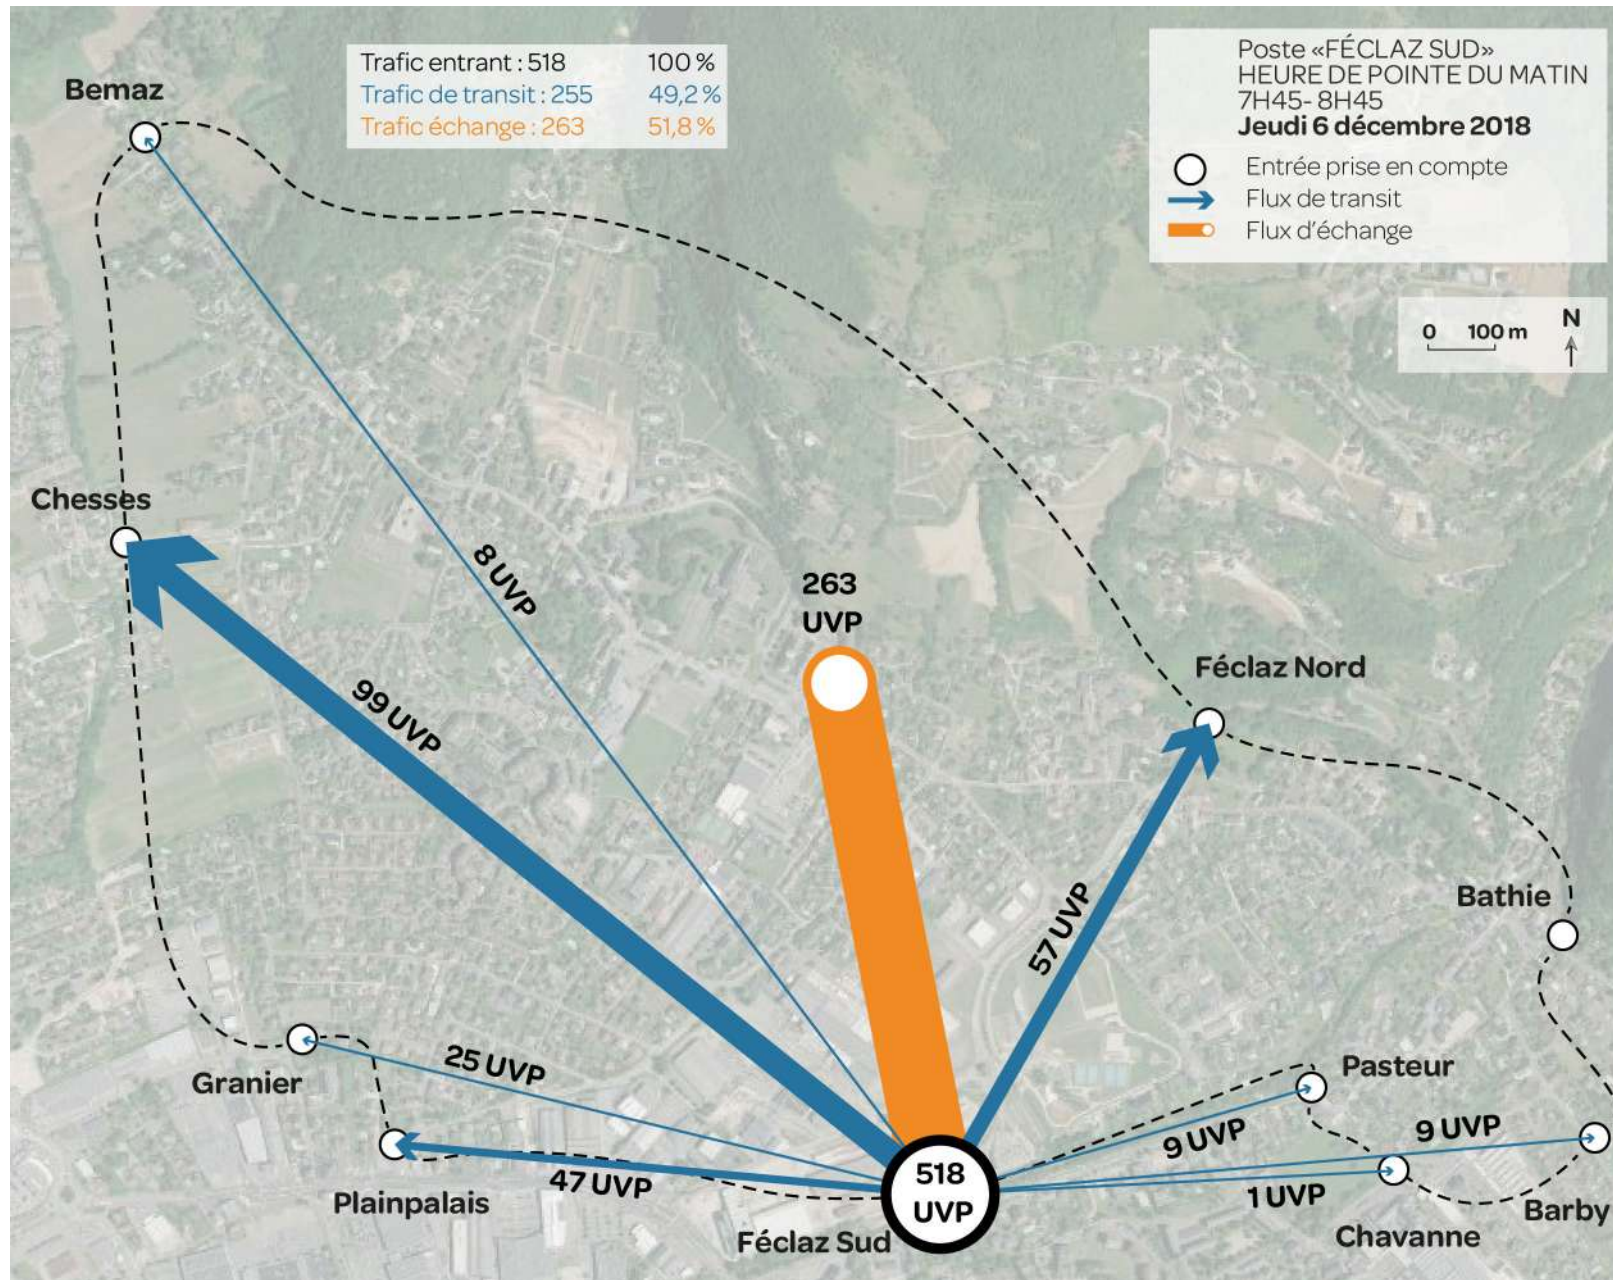 Bemaz
Trafic entrant : 518 100 %
Trafic de transit : 255 49,2 %
Trafic échange : 263 51,8 %
Poste «FÉCLAZ SUD»
HEURE DE POINTE DU MATIN
7H45- 8H45
Jeudi 6 décembre 2018
Entrée prise en compte
Flux de transit
Flux d'échange
0 100 m N
Chesses
8 UVP
263
UVP
Féclaz Nord
99 UVP
57 UVP
Bathie
Granier
25 UVP
Pasteur
9 UVP
9 UVP
Plainpalais
47 UVP
518
UVP
1 UVP
Barby
Féclaz Sud
Chavanne